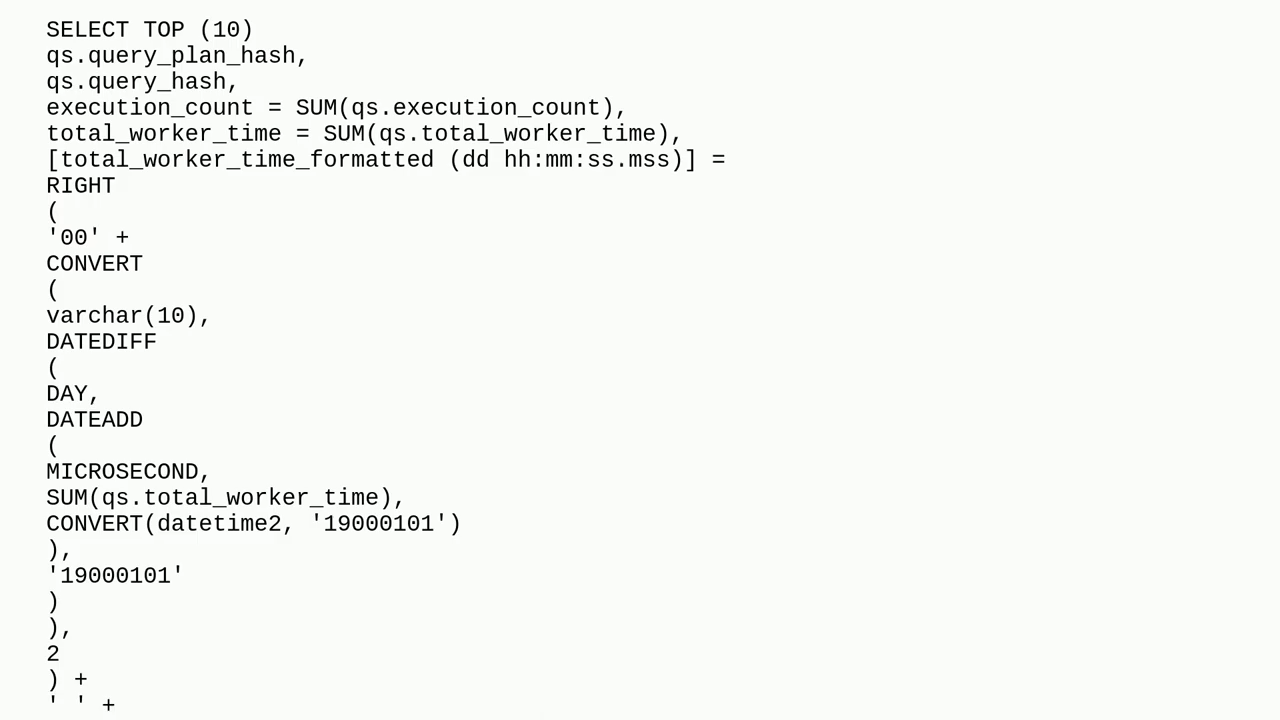 SELECT TOP (10)
qs.query_plan_hash,
qs.query_hash,
execution_count = SUM(qs.execution_count),
total_worker_time = SUM(qs.total_worker_time),
[total_worker_time_formatted (dd hh:mm:ss.mss)] =
RIGHT
(
'00' +
CONVERT
(
varchar(10),
DATEDIFF
(
DAY,
DATEADD
(
MICROSECOND,
SUM(qs.total_worker_time),
CONVERT(datetime2, '19000101')
),
'19000101'
)
),
2
) +
' ' +